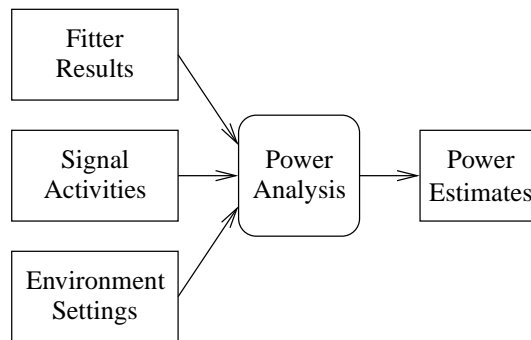 Fitter
Results
Signal
Activities
Environment
Settings
Power
Analysis
Power
Estimates